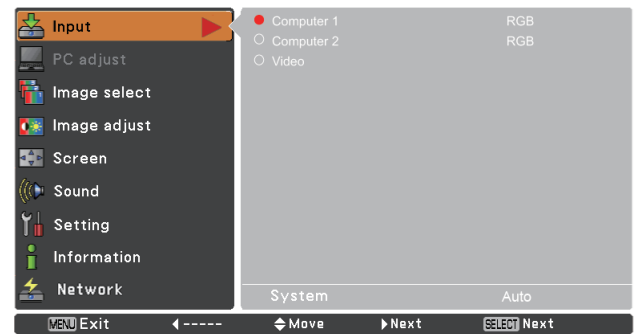 Input
PC adjust
Image select
Image adjust
Screen
Sound
Setting
Information
Network
Computer 1 RGB
Computer 2 RGB
Video
System Auto
MENU Exit ◀----- ◆Move ▶Next SELECT Next